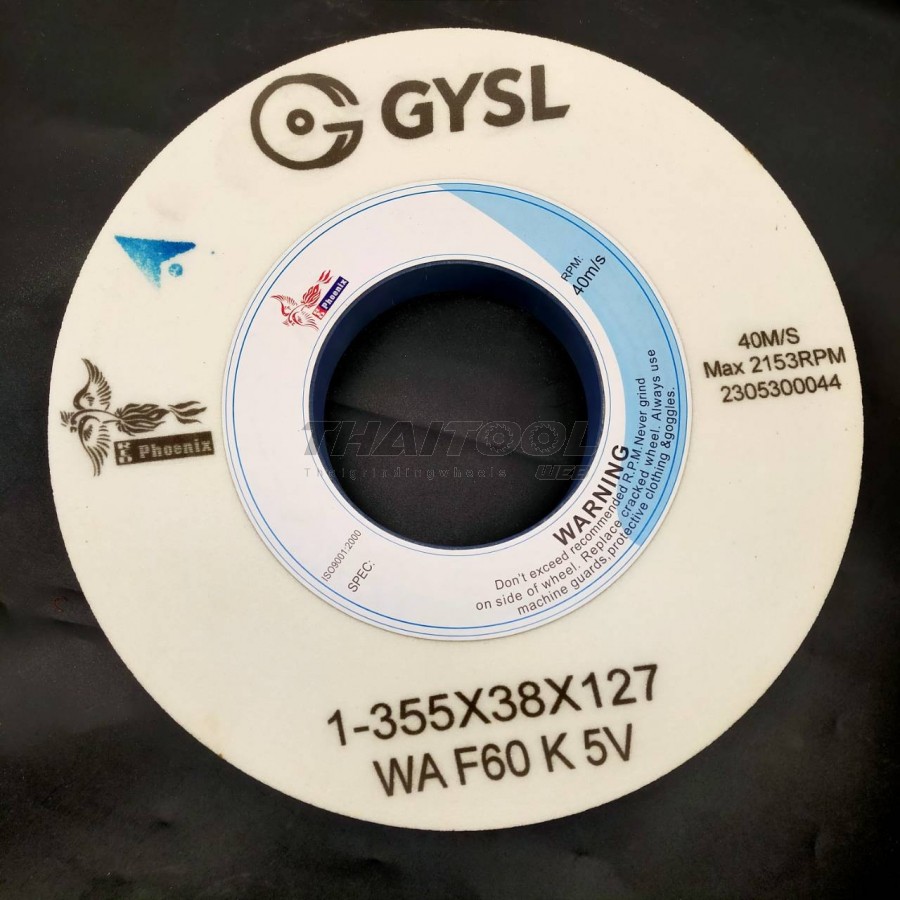 GYSL
Phoenix
RPM:
40m/s
40M/S
Max 2153RPM
2305300044
Phoenix
THAITOOL
Thaigrindingwheels
WEB
WARNING
Don't exceed recommended R.P.M.Never grind
on side of wheel. Replace cracked wheel. Always use
machine guards,protective clothing &goggles.
ISO9001:2000
SPEC:
1-355X38X127
WA F60 K 5V